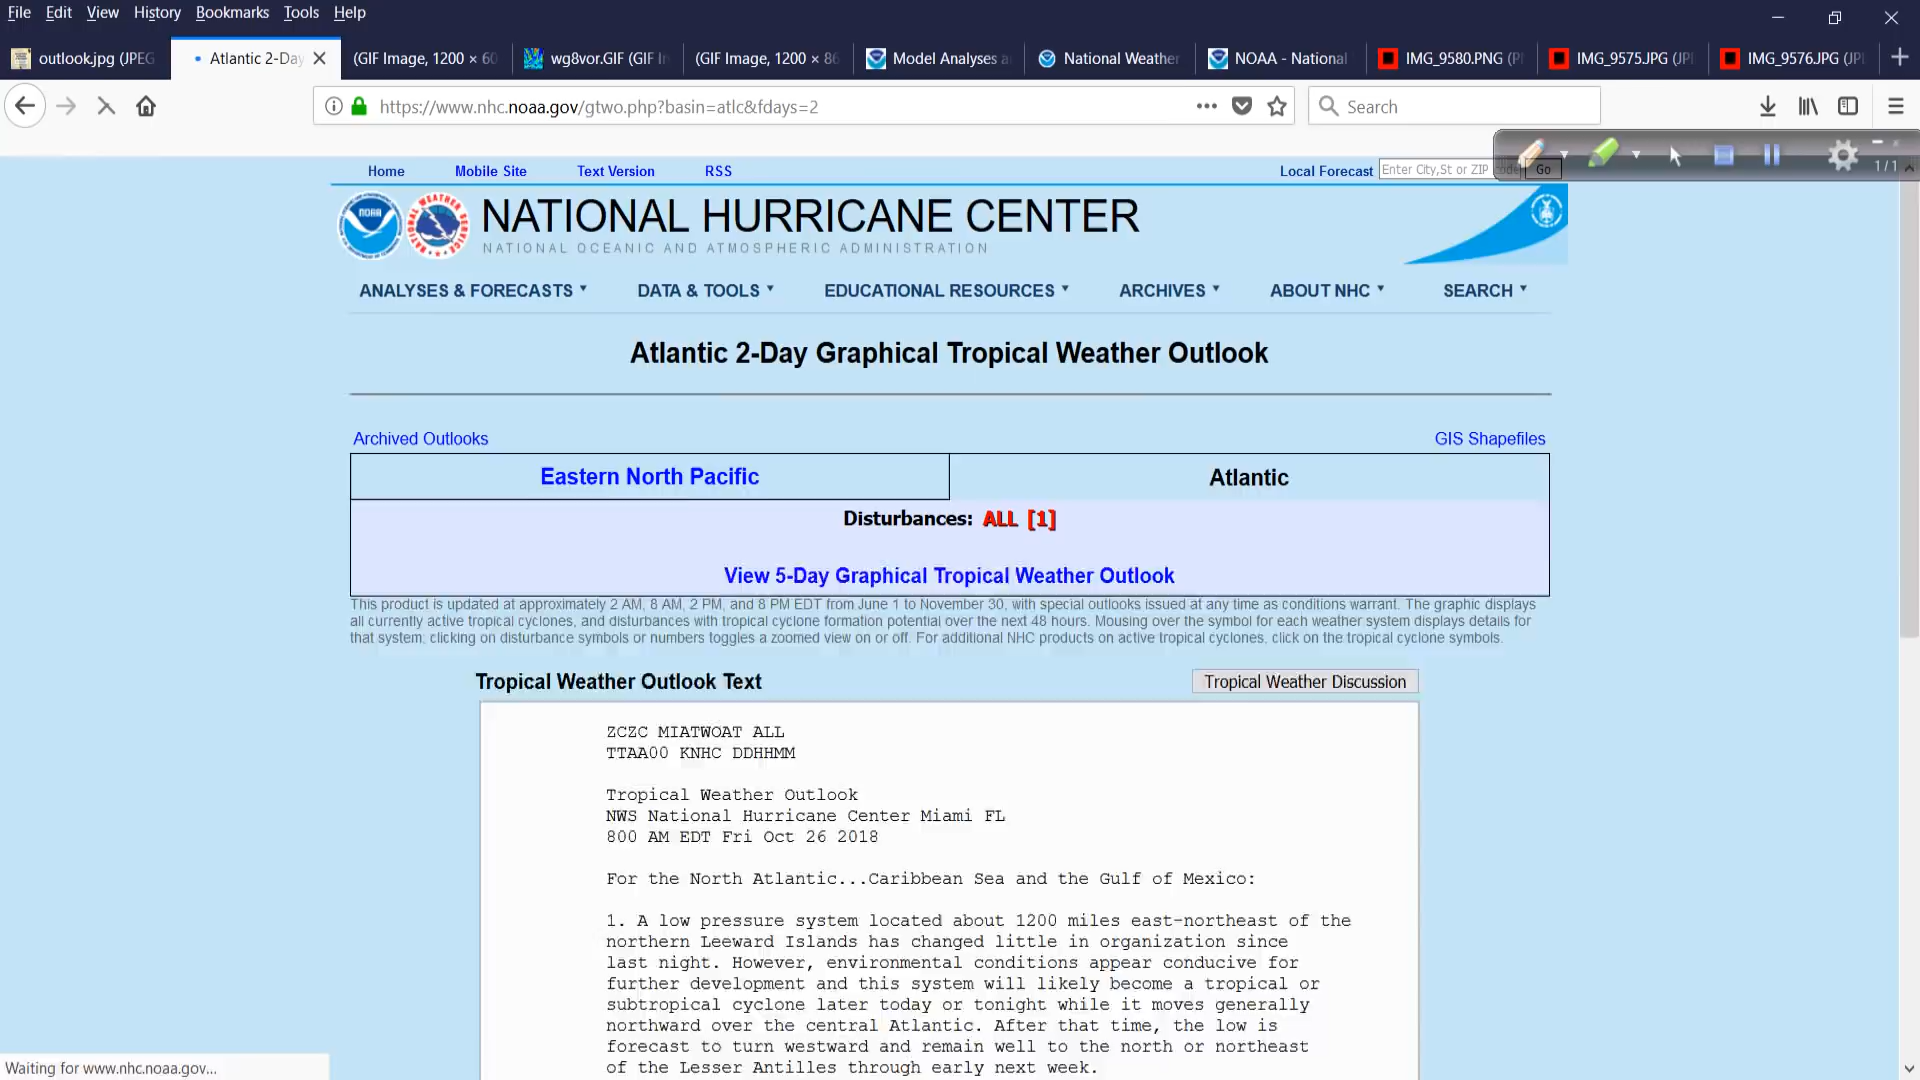 File Edit View History Bookmarks Tools Help
outlook.jpg (JPEG Atlantic 2-Day (GIF Image, 1200 × 60 wg8vor.GIF (GIF I (GIF Image, 1200 × 86 Model Analyses a National Weather NOAA - National IMG_9580.PNG (P IMG_9575.JPG (JP IMG_9576.JPG (JP
https://www.nhc.noaa.gov/gtwo.php?basin=atlc&fdays=2 Search
1/1
Home Mobile Site Text Version RSS Local Forecast Enter City,St or ZIP code Go
NOAA
NATIONAL HURRICANE CENTER
NATIONAL OCEANIC AND ATMOSPHERIC ADMINISTRATION
ANALYSES & FORECASTS DATA & TOOLS EDUCATIONAL RESOURCES ARCHIVES ABOUT NHC SEARCH
Atlantic 2-Day Graphical Tropical Weather Outlook
Archived Outlooks GIS Shapefiles
Eastern North Pacific Atlantic
Disturbances: ALL [1]
View 5-Day Graphical Tropical Weather Outlook
This product is updated at approximately 2 AM, 8 AM, 2 PM, and 8 PM EDT from June 1 to November 30, with special outlooks issued at any time as conditions warrant. The graphic displays
all currently active tropical cyclones, and disturbances with tropical cyclone formation potential over the next 48 hours. Mousing over the symbol for each weather system displays details for
that system; clicking on disturbance symbols or numbers toggles a zoomed view on or off. For additional NHC products on active tropical cyclones, click on the tropical cyclone symbols.
Tropical Weather Outlook Text Tropical Weather Discussion
ZCZC MIATWOAT ALL
TTAA00 KNHC DDHHMM
Tropical Weather Outlook
NWS National Hurricane Center Miami FL
800 AM EDT Fri Oct 26 2018
For the North Atlantic...Caribbean Sea and the Gulf of Mexico:
1. A low pressure system located about 1200 miles east-northeast of the
northern Leeward Islands has changed little in organization since
last night. However, environmental conditions appear conducive for
further development and this system will likely become a tropical or
subtropical cyclone later today or tonight while it moves generally
northward over the central Atlantic. After that time, the low is
forecast to turn westward and remain well to the north or northeast
of the Lesser Antilles through early next week.
Waiting for www.nhc.noaa.gov...